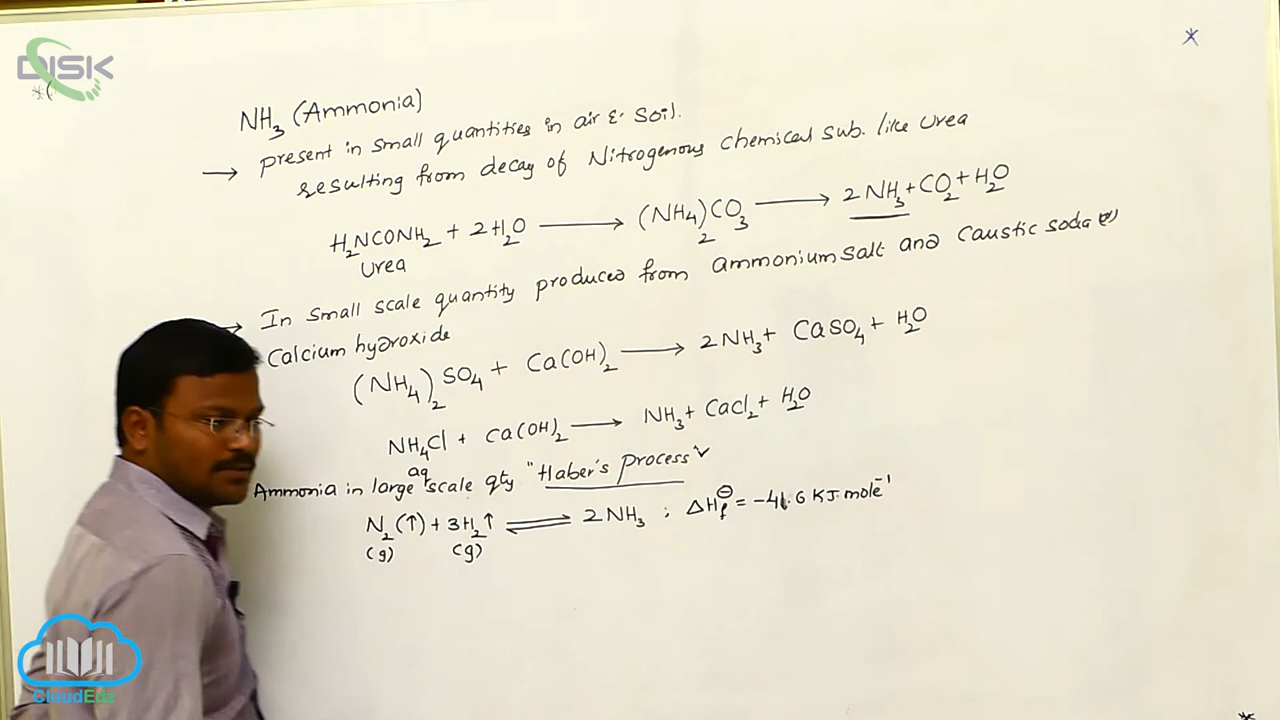 DISK
NH₃ (Ammonia)
→ present in small quantities in air & soil.
resulting from decay of Nitrogenous chemical sub. like Urea
H₂NCONH₂ + 2H₂O ⟶ (NH₄)₂CO₃ ⟶ 2NH₃ + CO₂ + H₂O
Urea
→ In small scale quantity produced from ammonium salt and caustic soda or
Calcium hydroxide
(NH₄)₂SO₄ + Ca(OH)₂ ⟶ 2NH₃ + CaSO₄ + H₂O
NH₄Cl + Ca(OH)₂ ⟶ NH₃ + CaCl₂ + H₂O
aq
Ammonia in large scale qty "Haber's process"
N₂(↑) + 3H₂↑ ⇌ 2NH₃ ; ΔH_f^⊖ = -46.6 KJ.mole⁻¹
(g) (g)
CloudEdz